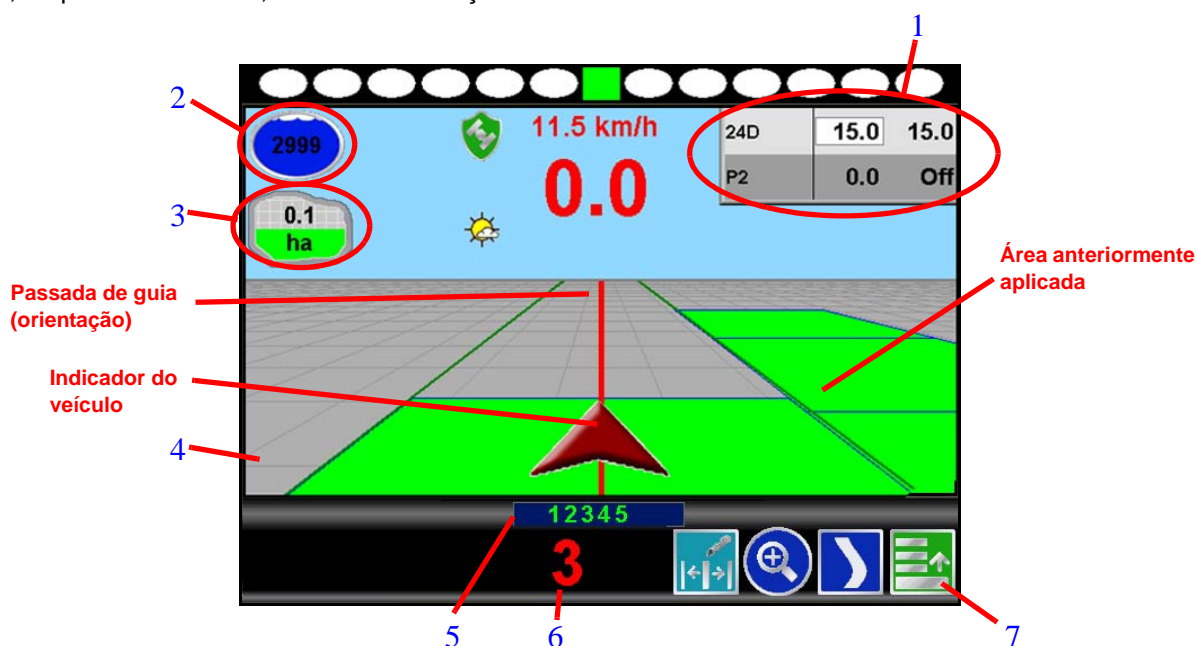 1
2
2999
11.5 km/h
24D 15.0 15.0
0.0
P2 0.0 Off
3
0.1
ha
Área anteriormente
aplicada
Passada de guia
(orientação)
Indicador do
veículo
4
12345
3
5
6
7